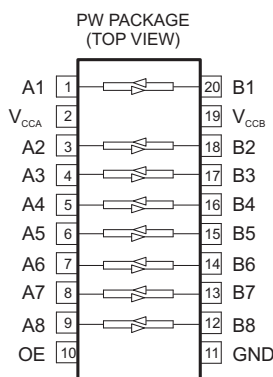 PW PACKAGE
(TOP VIEW)
A1 1 20 B1
VCCA 2 19 VCCB
A2 3 18 B2
A3 4 17 B3
A4 5 16 B4
A5 6 15 B5
A6 7 14 B6
A7 8 13 B7
A8 9 12 B8
OE 10 11 GND